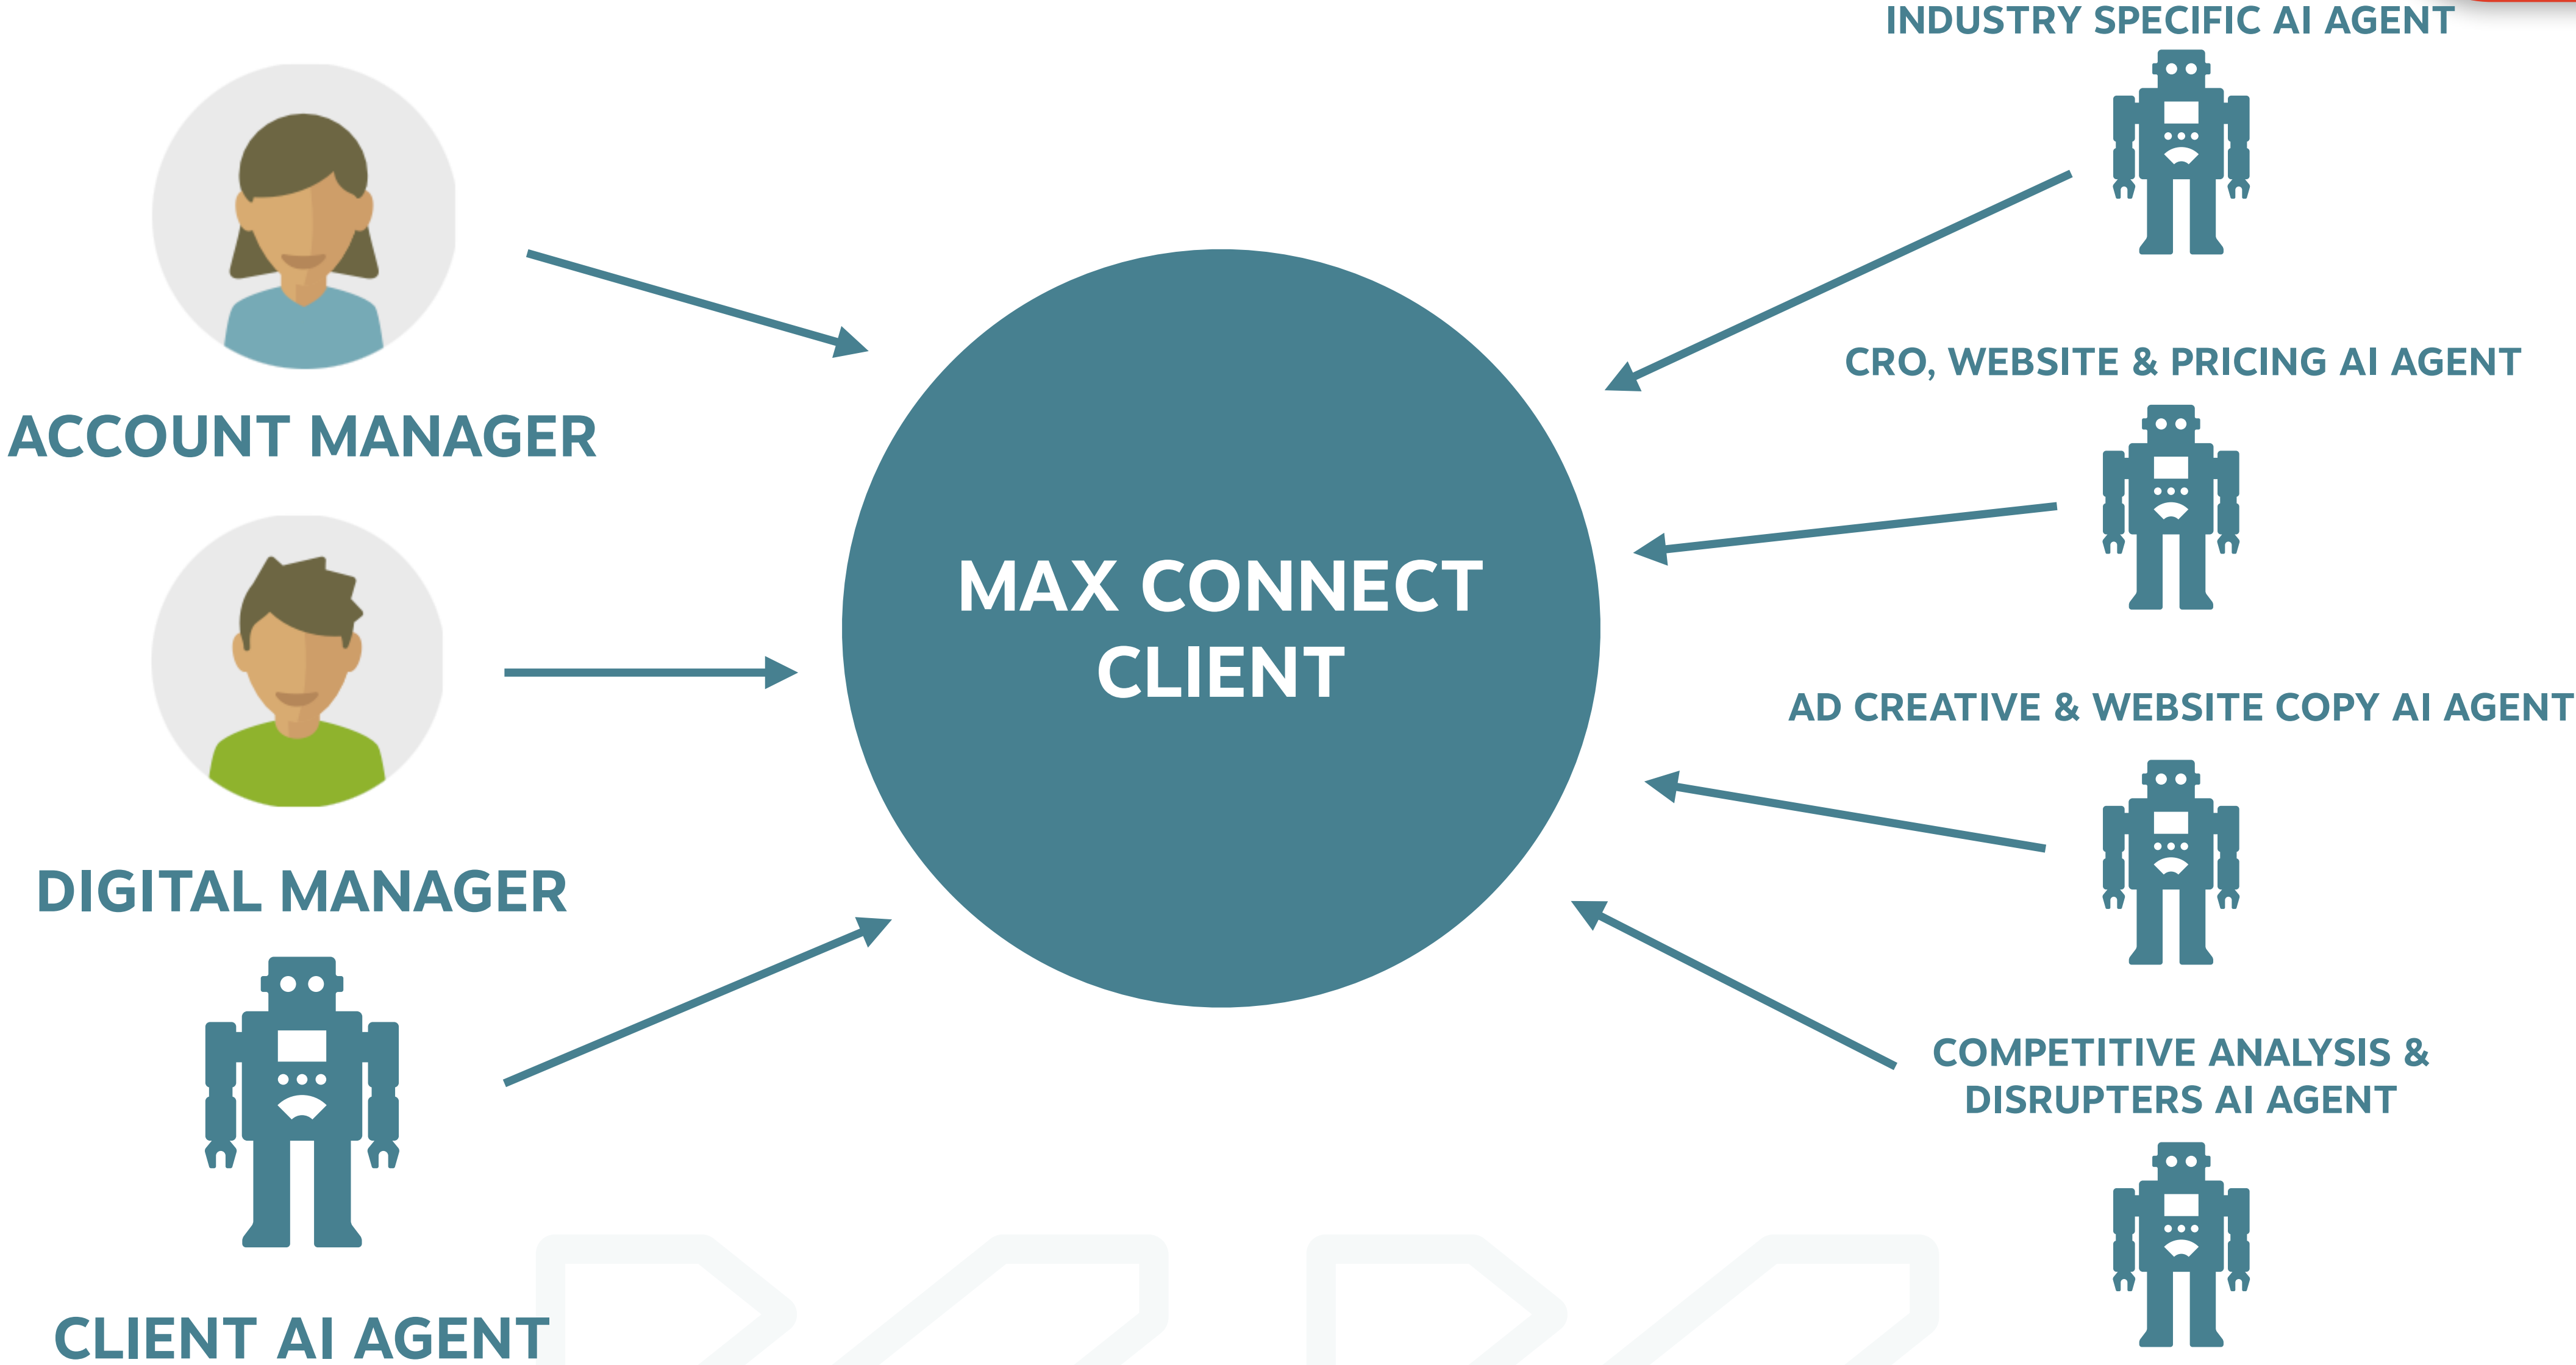 INDUSTRY SPECIFIC AI AGENT
ACCOUNT MANAGER
DIGITAL MANAGER
CLIENT AI AGENT
MAX CONNECT
CLIENT
CRO, WEBSITE & PRICING AI AGENT
AD CREATIVE & WEBSITE COPY AI AGENT
COMPETITIVE ANALYSIS &
DISRUPTERS AI AGENT